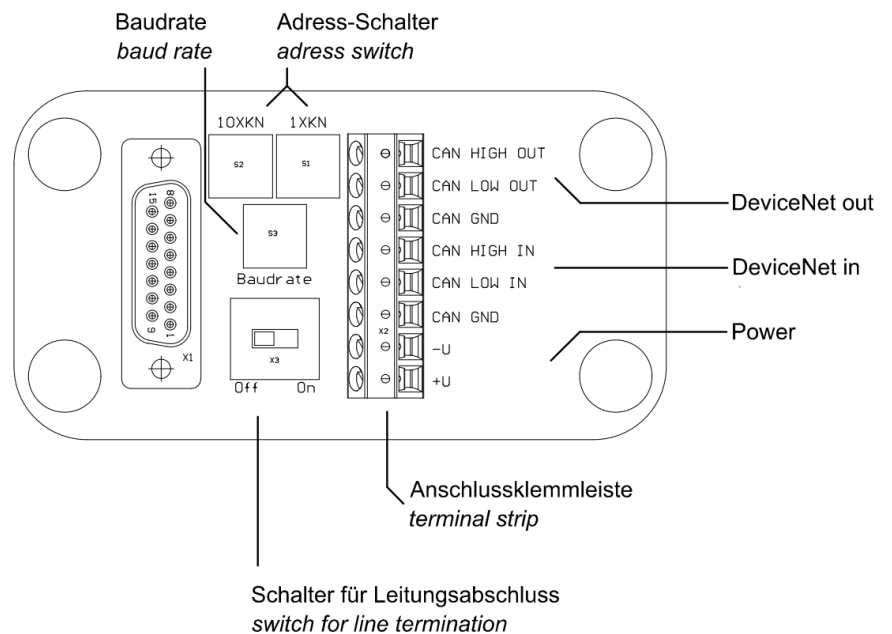 Baudrate
baud rate
Adress-Schalter
adress switch
10XKN
1XKN
S2
S1
S3
Baudrate
15
8
9
1
X1
X3
Off
On
X2
CAN HIGH OUT
CAN LOW OUT
CAN GND
CAN HIGH IN
CAN LOW IN
CAN GND
-U
+U
DeviceNet out
DeviceNet in
Power
Anschlussklemmleiste
terminal strip
Schalter für Leitungsabschluss
switch for line termination